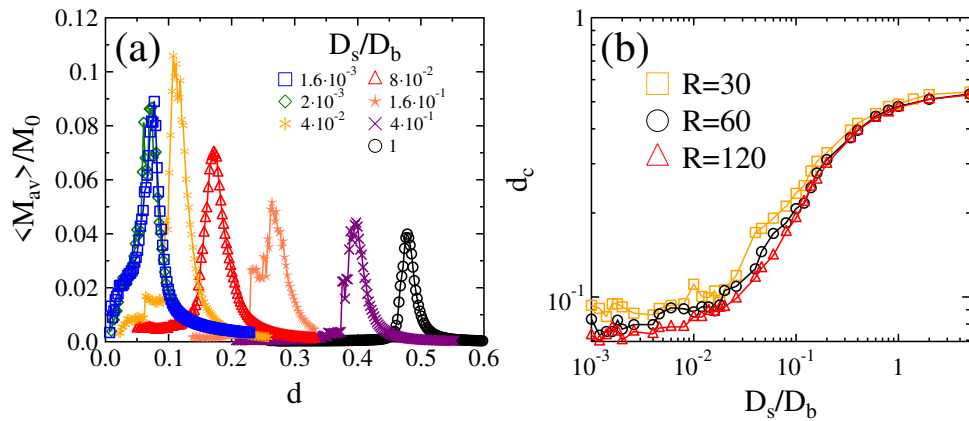 (a)
D_s/D_b
1.6·10^-3
2·10^-3
4·10^-2
8·10^-2
1.6·10^-1
4·10^-1
1
<M_av>/M_0
0.12
0.10
0.08
0.06
0.04
0.02
0.0
0.0 0.1 0.2 0.3 0.4 0.5 0.6
d
(b)
R=30
R=60
R=120
d_c
1
10^-1
10^-3 10^-2 10^-1 1
D_s/D_b